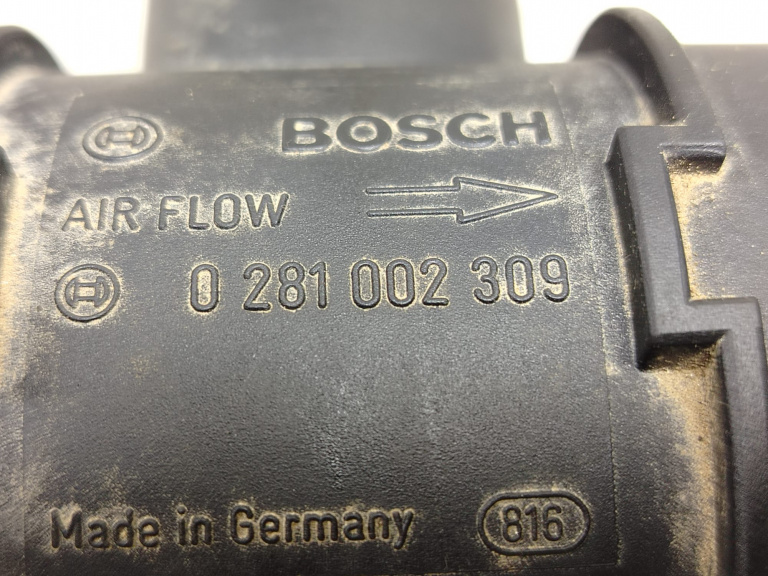 BOSCH
AIR FLOW
0 281 002 309
Made in Germany 816